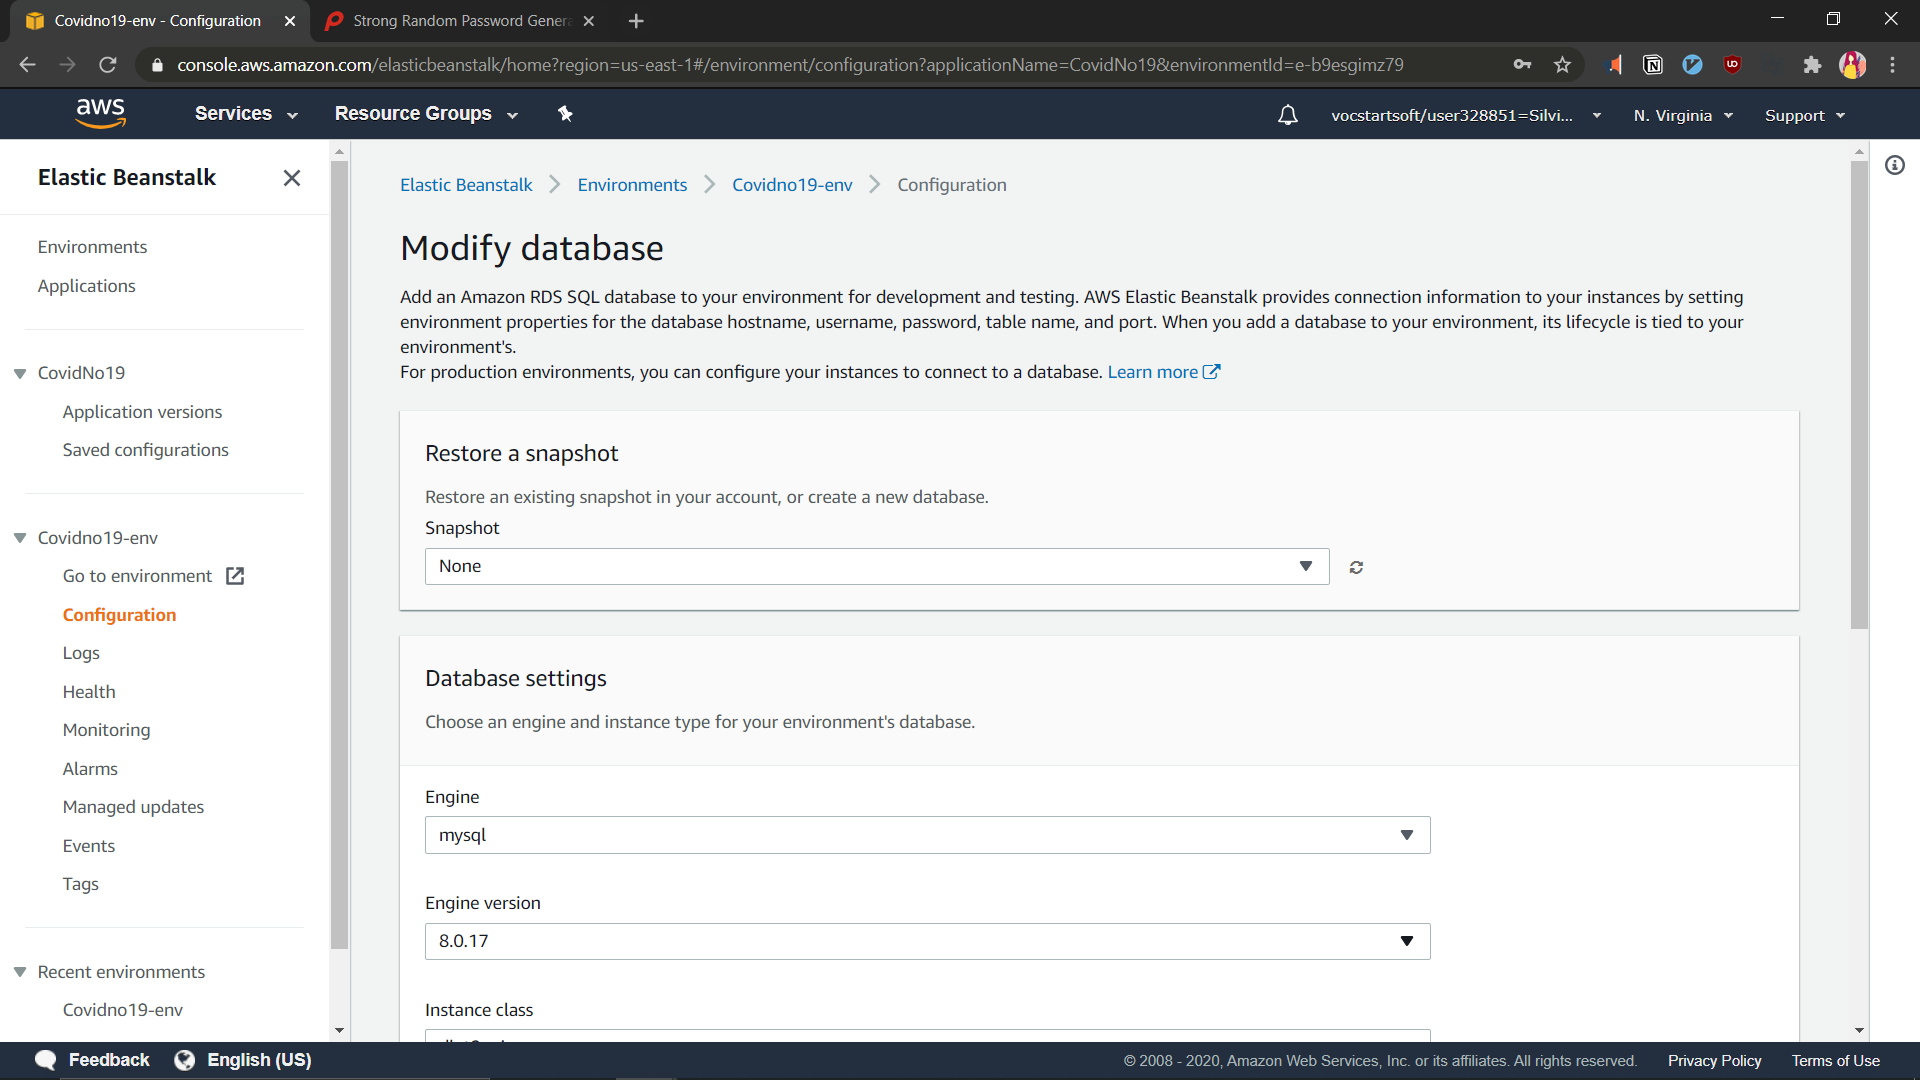 Covidno19-env - Configuration
Strong Random Password Genera
console.aws.amazon.com/elasticbeanstalk/home?region=us-east-1#/environment/configuration?applicationName=CovidNo19&environmentId=e-b9esgimz79
aws
Services
Resource Groups
vocstartsoft/user328851=Silvi...
N. Virginia
Support
Elastic Beanstalk
Environments
Applications
CovidNo19
Application versions
Saved configurations
Covidno19-env
Go to environment
Configuration
Logs
Health
Monitoring
Alarms
Managed updates
Events
Tags
Recent environments
Covidno19-env
Elastic Beanstalk
Environments
Covidno19-env
Configuration
Modify database
Add an Amazon RDS SQL database to your environment for development and testing. AWS Elastic Beanstalk provides connection information to your instances by setting
environment properties for the database hostname, username, password, table name, and port. When you add a database to your environment, its lifecycle is tied to your
environment's.
For production environments, you can configure your instances to connect to a database. Learn more
Restore a snapshot
Restore an existing snapshot in your account, or create a new database.
Snapshot
None
Database settings
Choose an engine and instance type for your environment's database.
Engine
mysql
Engine version
8.0.17
Instance class
Feedback
English (US)
© 2008 - 2020, Amazon Web Services, Inc. or its affiliates. All rights reserved.
Privacy Policy
Terms of Use